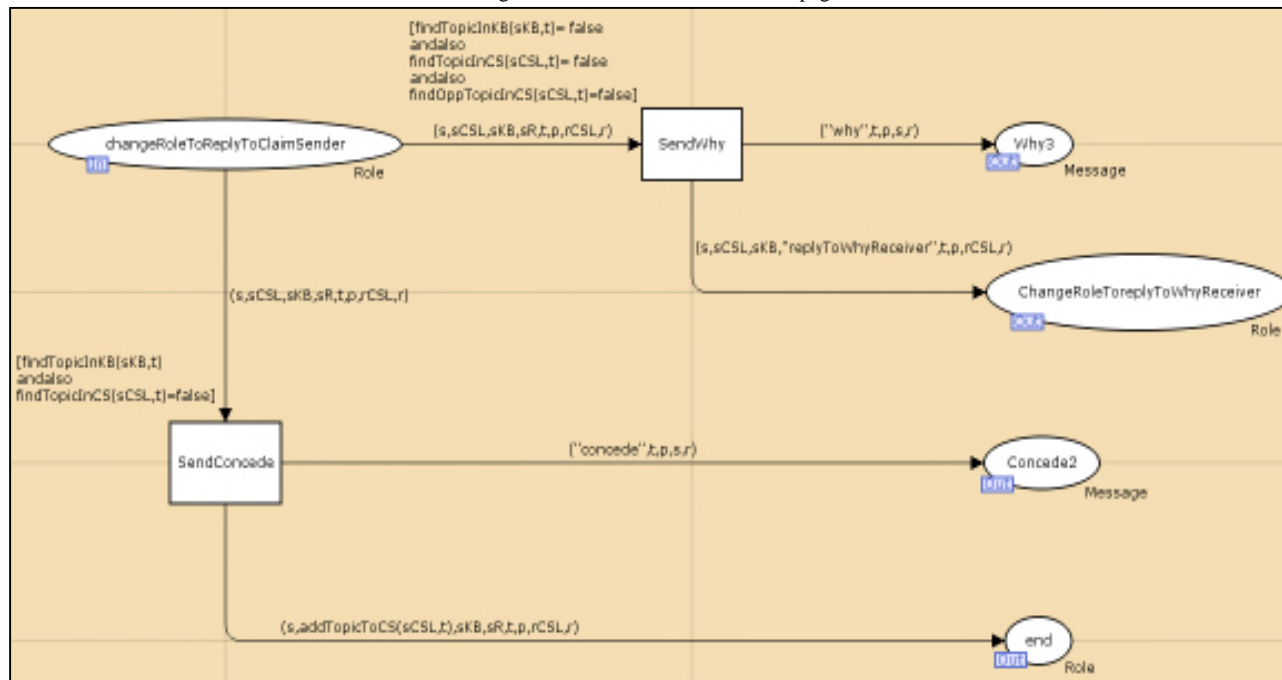 [findTopicInKB(sKB,t)= false
andalso
findTopicInCS(sCSL,t)= false
andalso
findOppTopicInCS(sCSL,t)=false]
changeRoleToReplyToClaimSender
Role
(s,sCSL,sKB,sR,t,p,rCSL,r)
SendWhy
("why",t,p,s,r)
Why3
Message
(s,sCSL,sKB,"replyToWhyReceiver",t,p,rCSL,r)
ChangeRoleToreplyToWhyReceiver
Role
(s,sCSL,sKB,sR,t,p,rCSL,r)
[findTopicInKB(sKB,t)
andalso
findTopicInCS(sCSL,t)=false]
SendConcede
("concede",t,p,s,r)
Concede2
Message
(s,addTopicToCS(sCSL,t),sKB,sR,t,p,rCSL,r)
end
Role